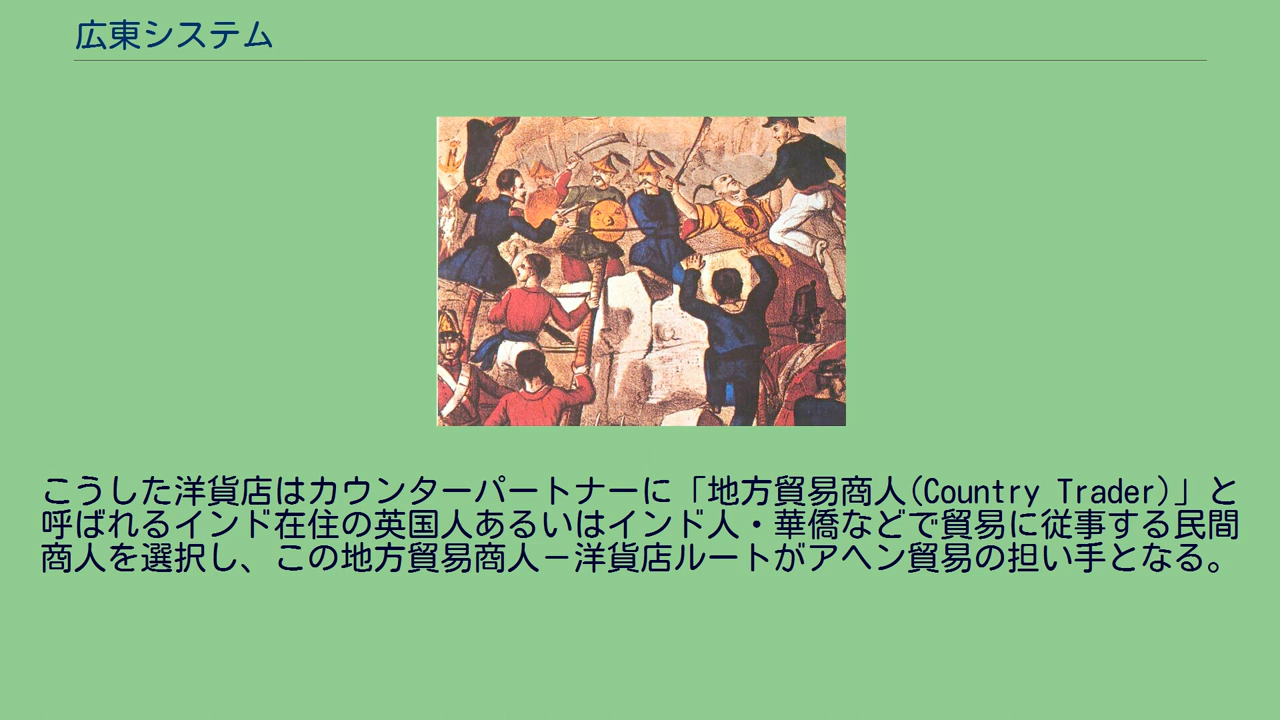 広東システム
こうした洋貨店はカウンターパートナーに「地方貿易商人(Country Trader)」と
呼ばれるインド在住の英国人あるいはインド人・華僑などで貿易に従事する民間
商人を選択し、この地方貿易商人－洋貨店ルートがアヘン貿易の担い手となる。